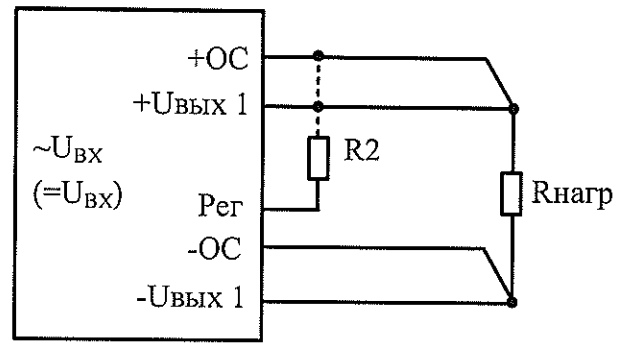 +ОС
+Uвых 1
~UВХ
(=UВХ)
R2
Рег
Rнагр
-ОС
-Uвых 1